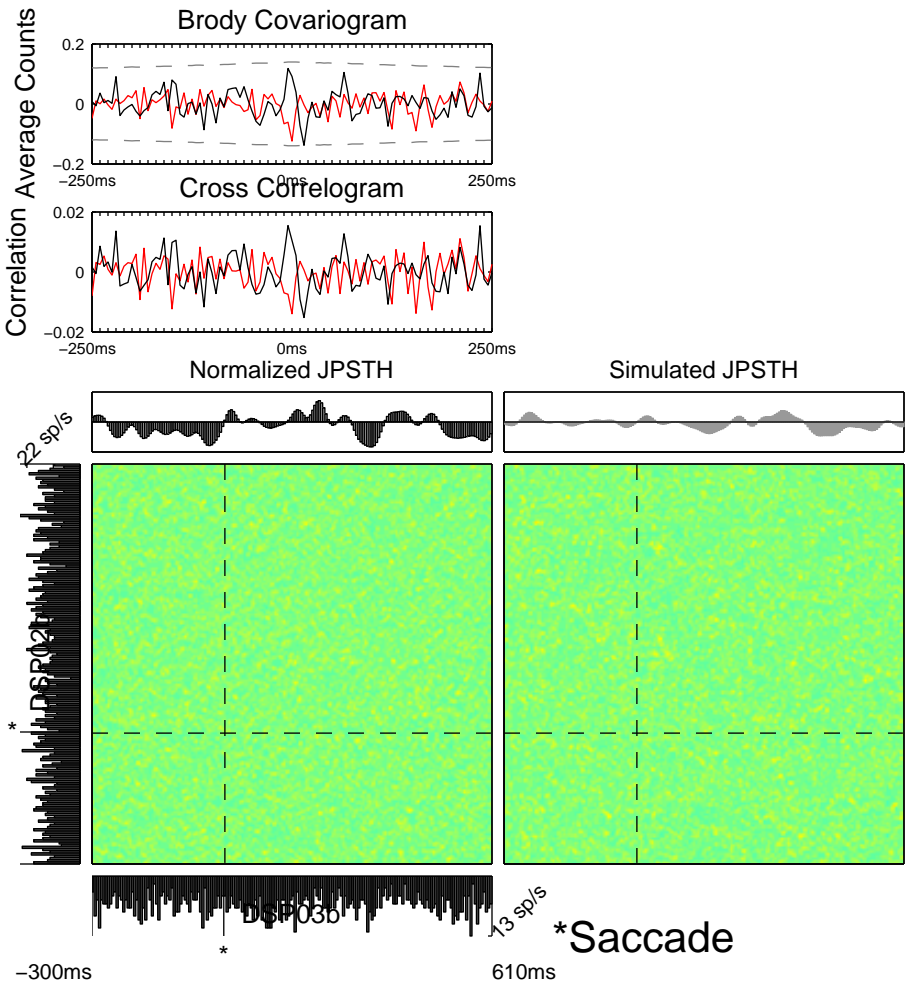 Brody Covariogram
Average Counts
0.2
0
−0.2
−250ms
0ms
250ms
Cross Correlogram
Correlation
0.02
0
−0.02
−250ms
0ms
250ms
Normalized JPSTH
Simulated JPSTH
22 sp/s
DSP02b
*
DSP03b
13 sp/s
*
*Saccade
−300ms
610ms